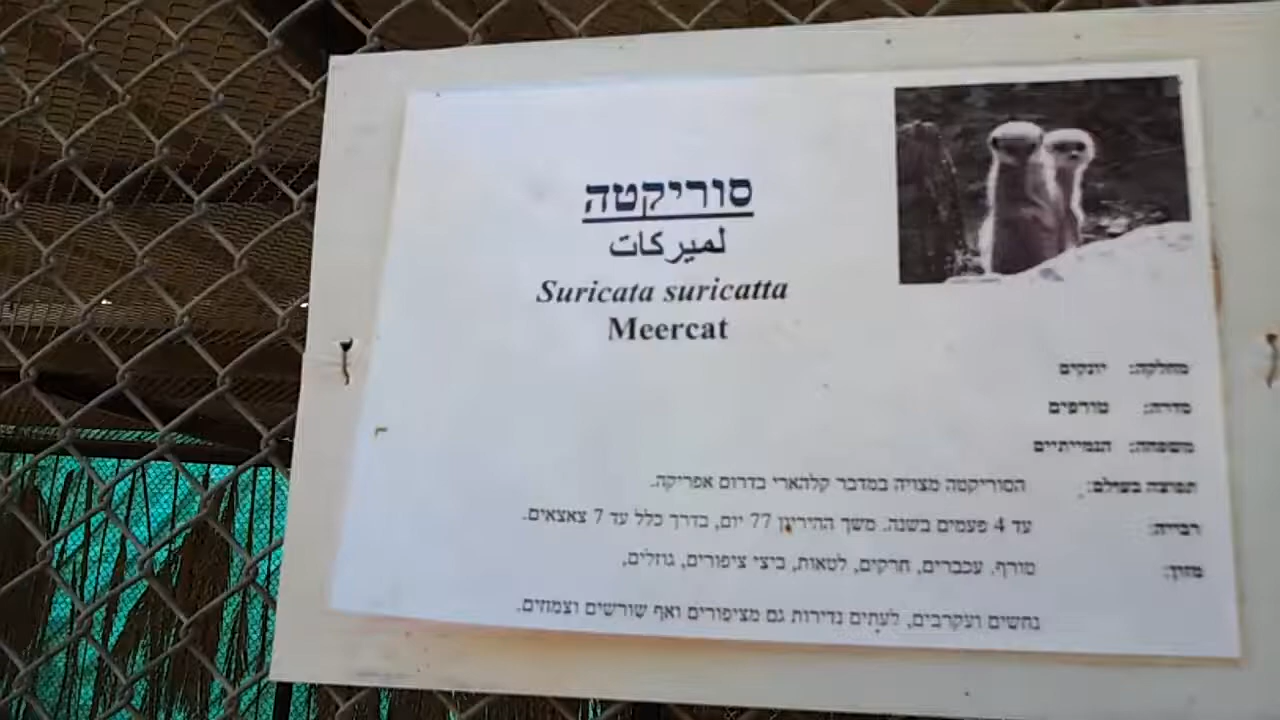 סוריקטה
لميركات
Suricata suricatta
Meercat
מחלקה: יונקים
סדרה: טורפים
משפחה: הנמייתיים
תפוצה בעולם: הסוריקטה מצויה במדבר קלהארי בדרום אפריקה.
רבייה: עד 4 פעמים בשנה. משך ההיריון 77 יום, בדרך כלל עד 7 צאצאים.
מזון: טורף. עכברים, חרקים, לטאות, ביצי ציפורים, גוזלים,
נחשים ועקרבים, לעתים נדירות גם מציפורים ואף שורשים וצמחים.